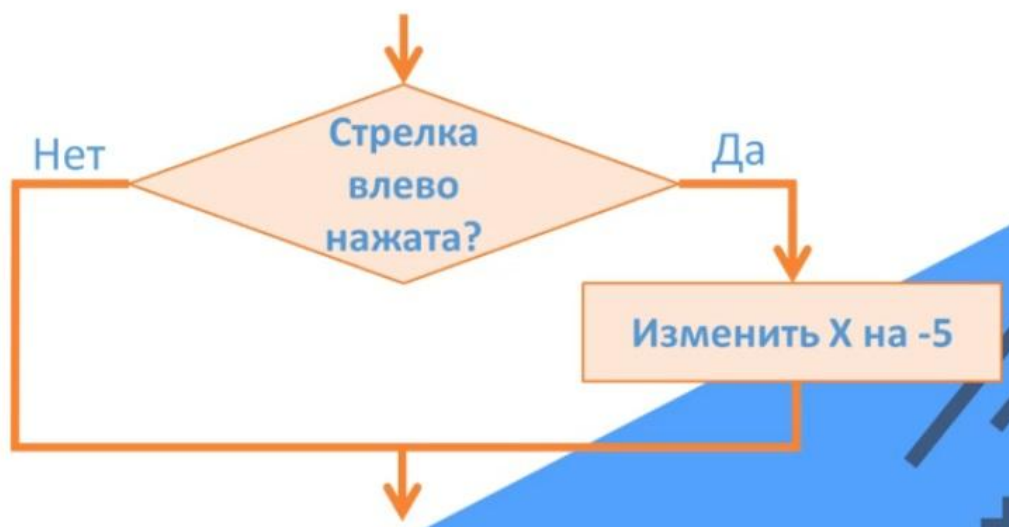 Нет
Стрелка
влево
нажата?
Да
Изменить X на -5